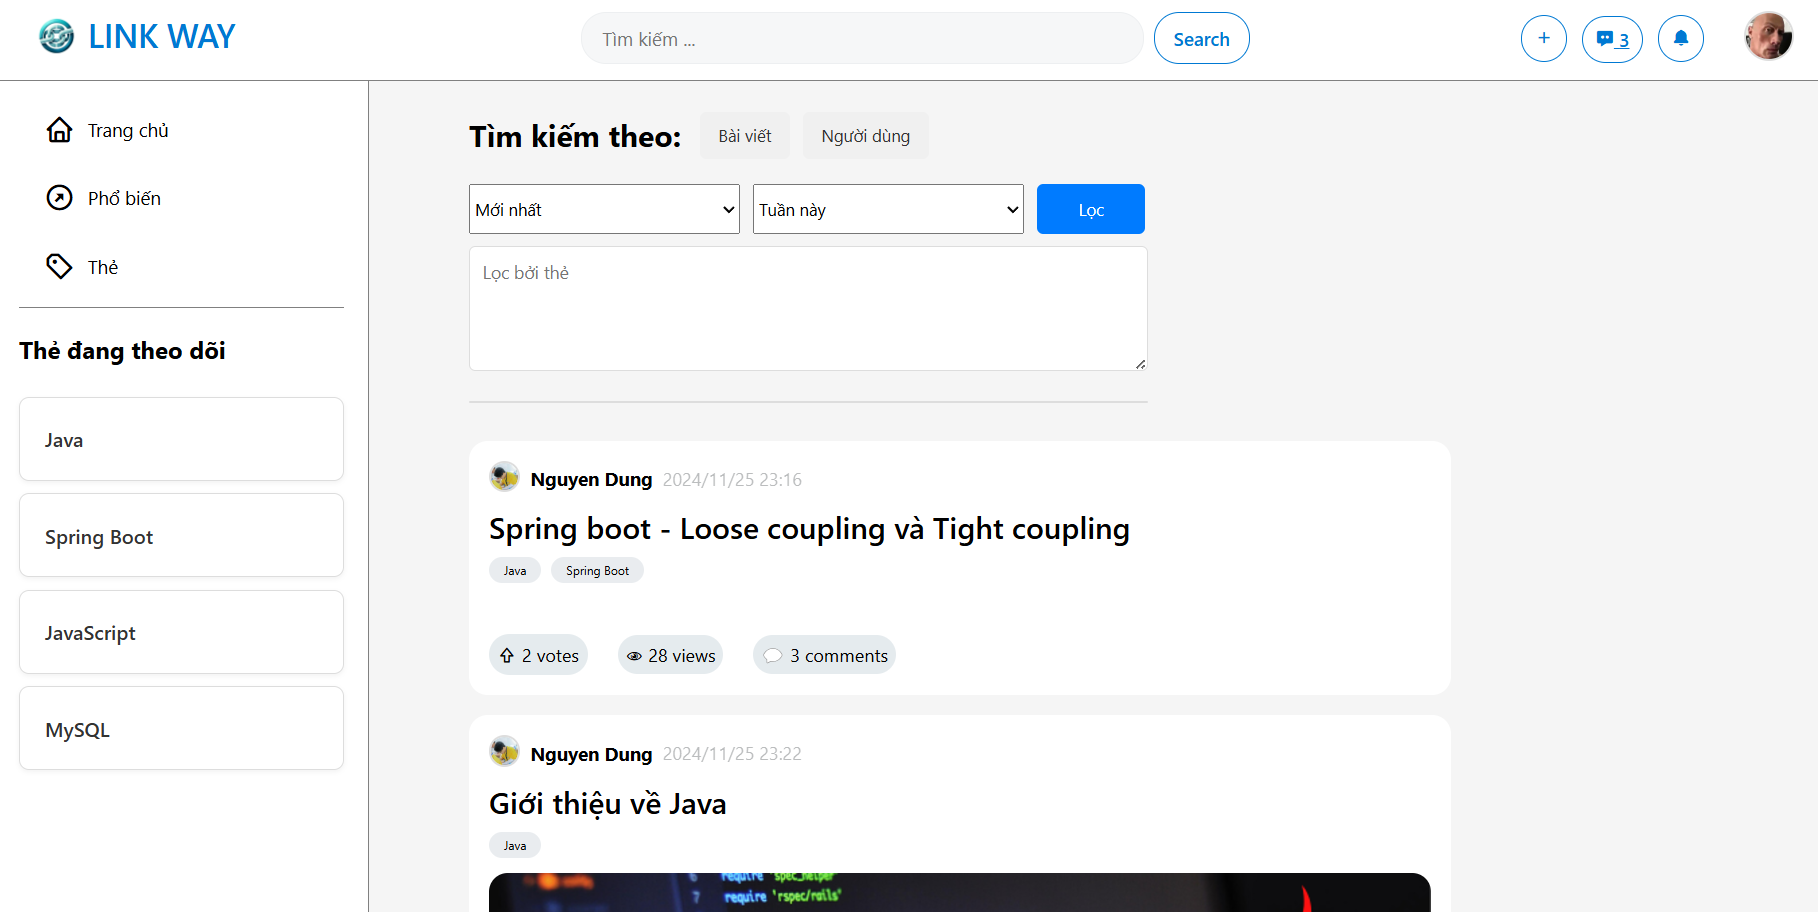 LINK WAY
Tìm kiếm ...
Search
+
3
Trang chủ
Phổ biến
Thẻ
Thẻ đang theo dõi
Java
Spring Boot
JavaScript
MySQL
Tìm kiếm theo:
Bài viết
Người dùng
Mới nhất
Tuần này
Lọc
Lọc bởi thẻ
Nguyen Dung 2024/11/25 23:16
Spring boot - Loose coupling và Tight coupling
Java
Spring Boot
2 votes
28 views
3 comments
Nguyen Dung 2024/11/25 23:22
Giới thiệu về Java
Java
6 require 'spec_helper'
7 require 'rspec/rails'